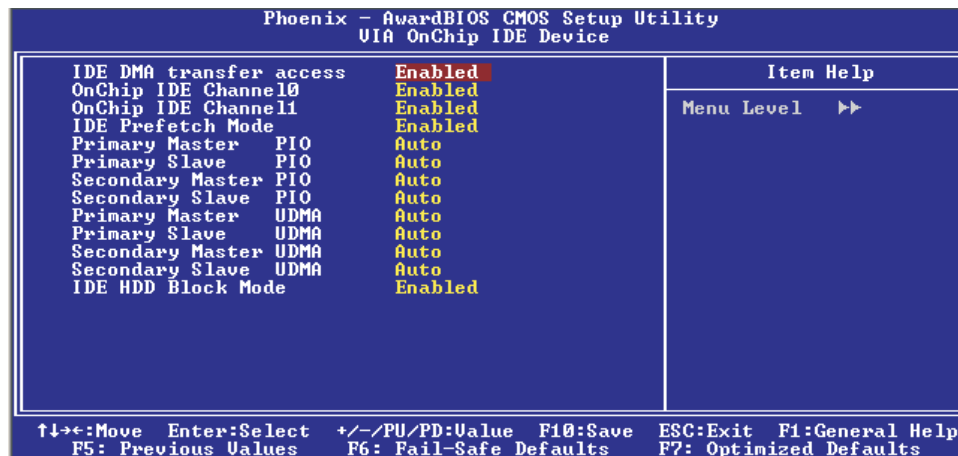 Phoenix - AwardBIOS CMOS Setup Utility
VIA OnChip IDE Device
IDE DMA transfer access Enabled
OnChip IDE Channel0 Enabled
OnChip IDE Channel1 Enabled
IDE Prefetch Mode Enabled
Primary Master PIO Auto
Primary Slave PIO Auto
Secondary Master PIO Auto
Secondary Slave PIO Auto
Primary Master UDMA Auto
Primary Slave UDMA Auto
Secondary Master UDMA Auto
Secondary Slave UDMA Auto
IDE HDD Block Mode Enabled
Item Help
Menu Level ▶▶
↑↓→←:Move Enter:Select +/-/PU/PD:Value F10:Save ESC:Exit F1:General Help
F5: Previous Values F6: Fail-Safe Defaults F7: Optimized Defaults